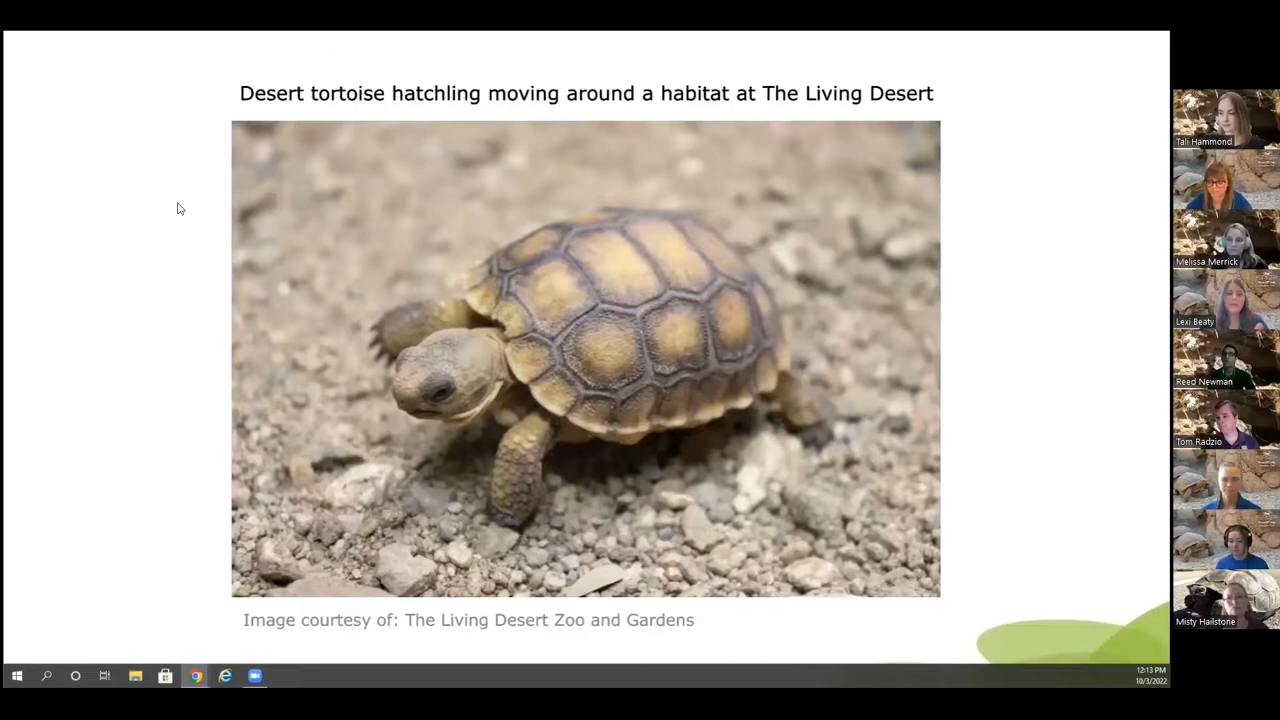 Desert tortoise hatchling moving around a habitat at The Living Desert
Image courtesy of: The Living Desert Zoo and Gardens
Tali Hammond
Melissa Merrick
Lexi Beaty
Reed Newman
Tom Radzio
Misty Hailstone
12:13 PM
10/3/2022